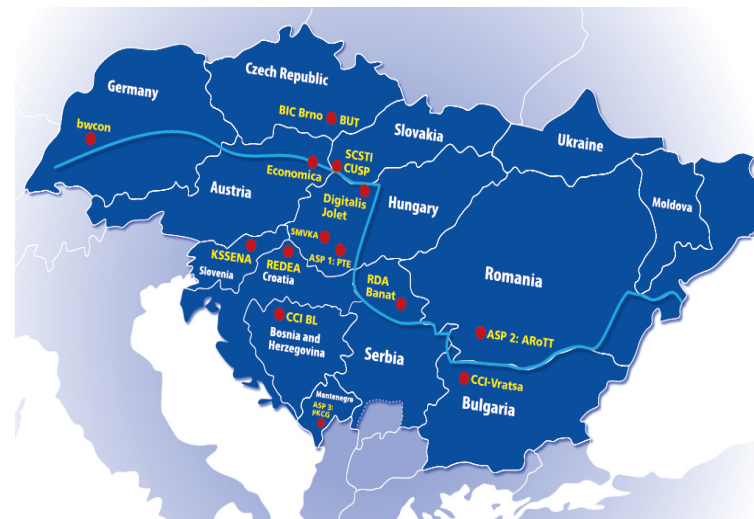 Czech Republic
Germany
BIC Brno
BUT
bwcon
Slovakia
Ukraine
SCSTI
CUSP
Economica
Austria
Digitalis
Jolet
Hungary
Moldova
SMVKA
ASP 1: PTE
KSSENA
REDEA
Slovenia
Croatia
Romania
RDA
Banat
CCI BL
Bosnia and
Herzegovina
ASP 2: ARoTT
Serbia
CCI-Vratsa
Montenegro
ASP 3:
PKCG
Bulgaria